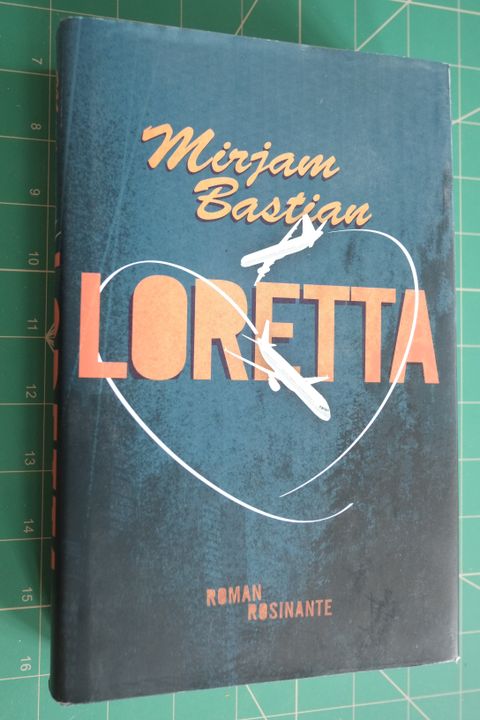 Mirjam
Bastian
LORETTA
ROMAN
ROSINANTE
7
8
9
10
11
12
13
14
15
16